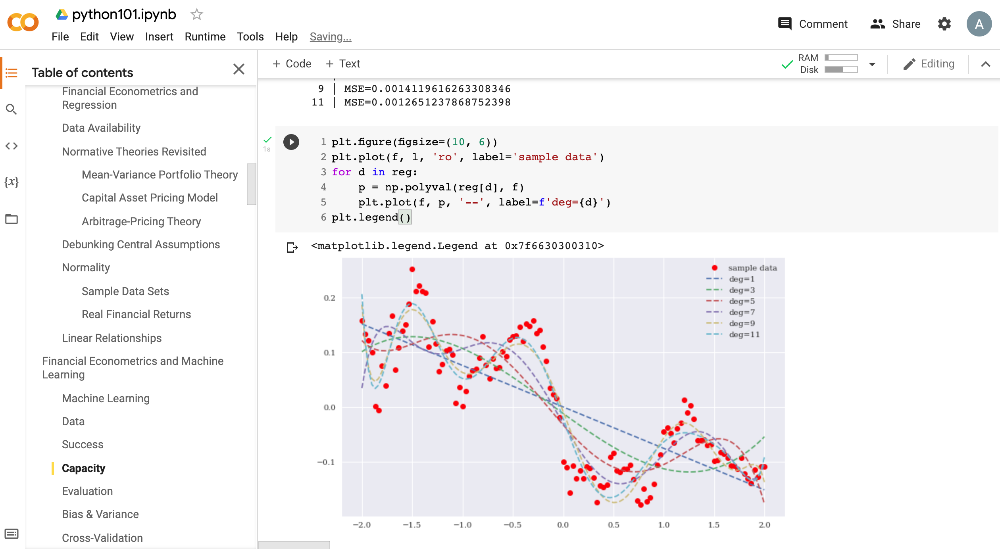 python101.ipynb
File Edit View Insert Runtime Tools Help Saving...
Comment Share A
Table of contents
Financial Econometrics and
Regression
Data Availability
Normative Theories Revisited
Mean-Variance Portfolio Theory
Capital Asset Pricing Model
Arbitrage-Pricing Theory
Debunking Central Assumptions
Normality
Sample Data Sets
Real Financial Returns
Linear Relationships
Financial Econometrics and Machine
Learning
Machine Learning
Data
Success
Capacity
Evaluation
Bias & Variance
Cross-Validation
+ Code + Text
RAM
Disk
Editing
9 | MSE=0.0014119616263308346
11 | MSE=0.0012651237868752398
1s
1 plt.figure(figsize=(10, 6))
2 plt.plot(f, l, 'ro', label='sample data')
3 for d in reg:
4     p = np.polyval(reg[d], f)
5     plt.plot(f, p, '--', label=f'deg={d}')
6 plt.legend()
<matplotlib.legend.Legend at 0x7f6630300310>
sample data
deg=1
deg=3
deg=5
deg=7
deg=9
deg=11
0.2
0.1
0.0
−0.1
−2.0 −1.5 −1.0 −0.5 0.0 0.5 1.0 1.5 2.0